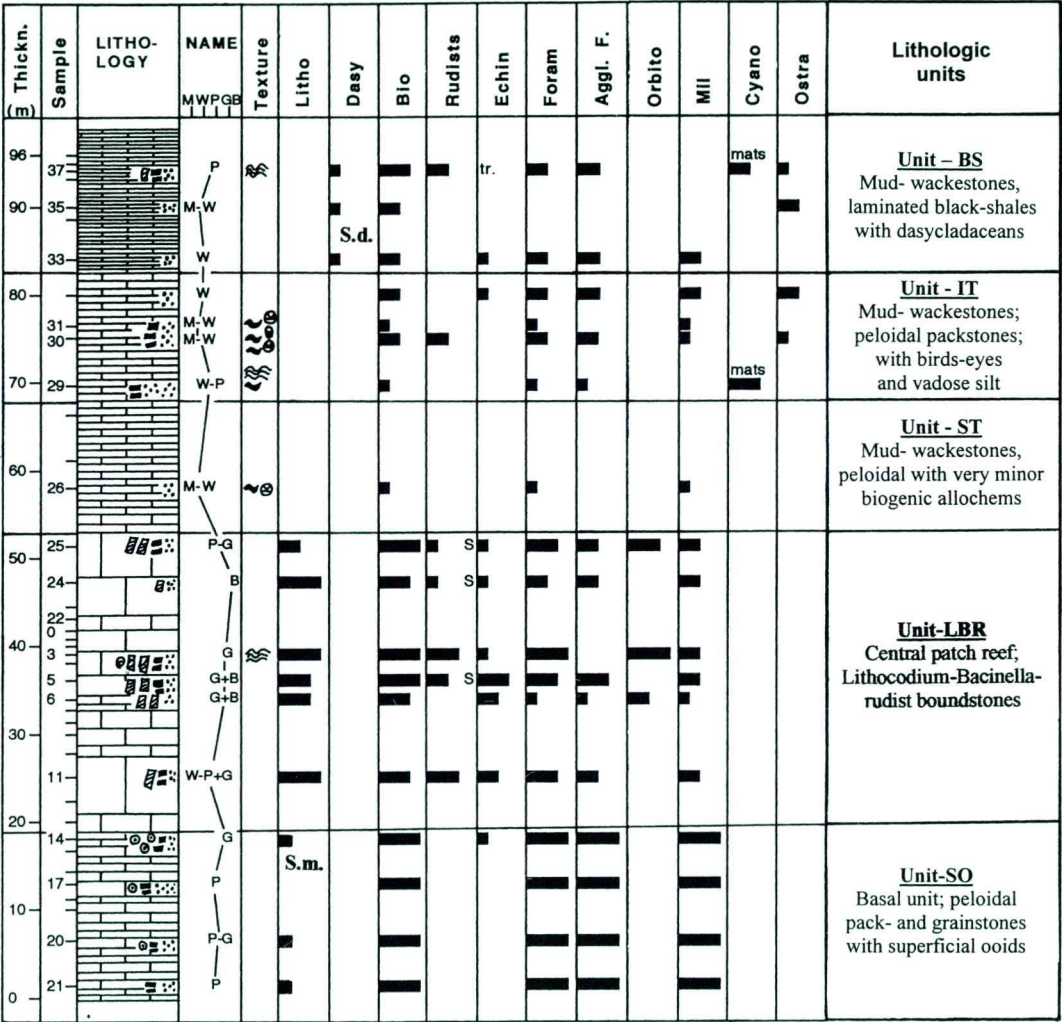 Thickn. (m)
Sample
LITHO-
LOGY
NAME
MWPGB
Texture
Litho
Dasy
Bio
Rudists
Echin
Foram
Aggl. F.
Orbito
Mil
Cyano
Ostra
Lithologic
units
96
37
P
tr.
mats
90
35
M-W
S.d.
33
W
Unit – BS
Mud- wackestones,
laminated black-shales
with dasycladaceans
80
W
31
M-W
30
M-W
70
29
W-P
mats
Unit - IT
Mud- wackestones;
peloidal packstones;
with birds-eyes
and vadose silt
60
26
M-W
Unit - ST
Mud- wackestones,
peloidal with very minor
biogenic allochems
50
25
P-G
S
24
B
S
22
0
40
3
G
5
G+B
S
6
G+B
30
11
W-P+G
20
Unit-LBR
Central patch reef;
Lithocodium-Bacinella-
rudist boundstones
14
G
S.m.
17
P
10
20
P-G
21
P
0
Unit-SO
Basal unit; peloidal
pack- and grainstones
with superficial ooids